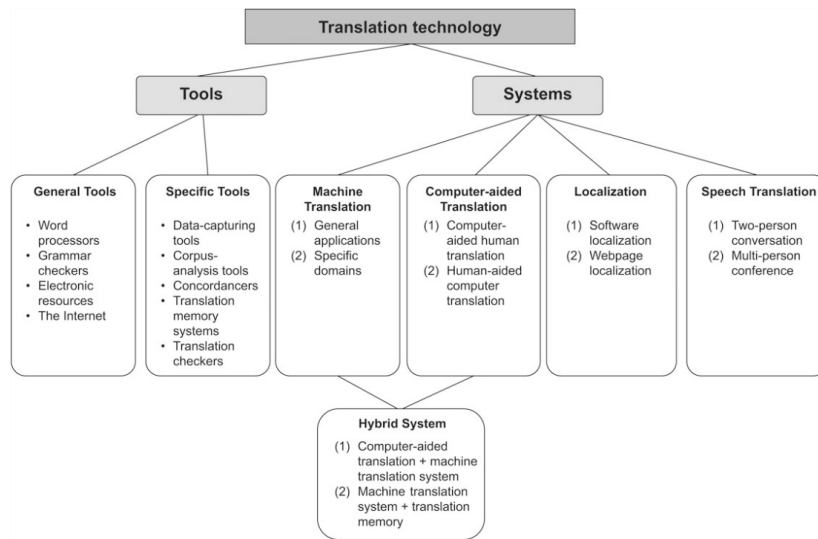 Translation technology
Tools
Systems
General Tools
• Word
processors
• Grammar
checkers
• Electronic
resources
• The Internet
Specific Tools
• Data-capturing
tools
• Corpus-
analysis tools
• Concordancers
• Translation
memory
systems
• Translation
checkers
Machine
Translation
(1) General
applications
(2) Specific
domains
Computer-aided
Translation
(1) Computer-
aided human
translation
(2) Human-aided
computer
translation
Localization
(1) Software
localization
(2) Webpage
localization
Speech Translation
(1) Two-person
conversation
(2) Multi-person
conference
Hybrid System
(1) Computer-aided
translation + machine
translation system
(2) Machine translation
system + translation
memory